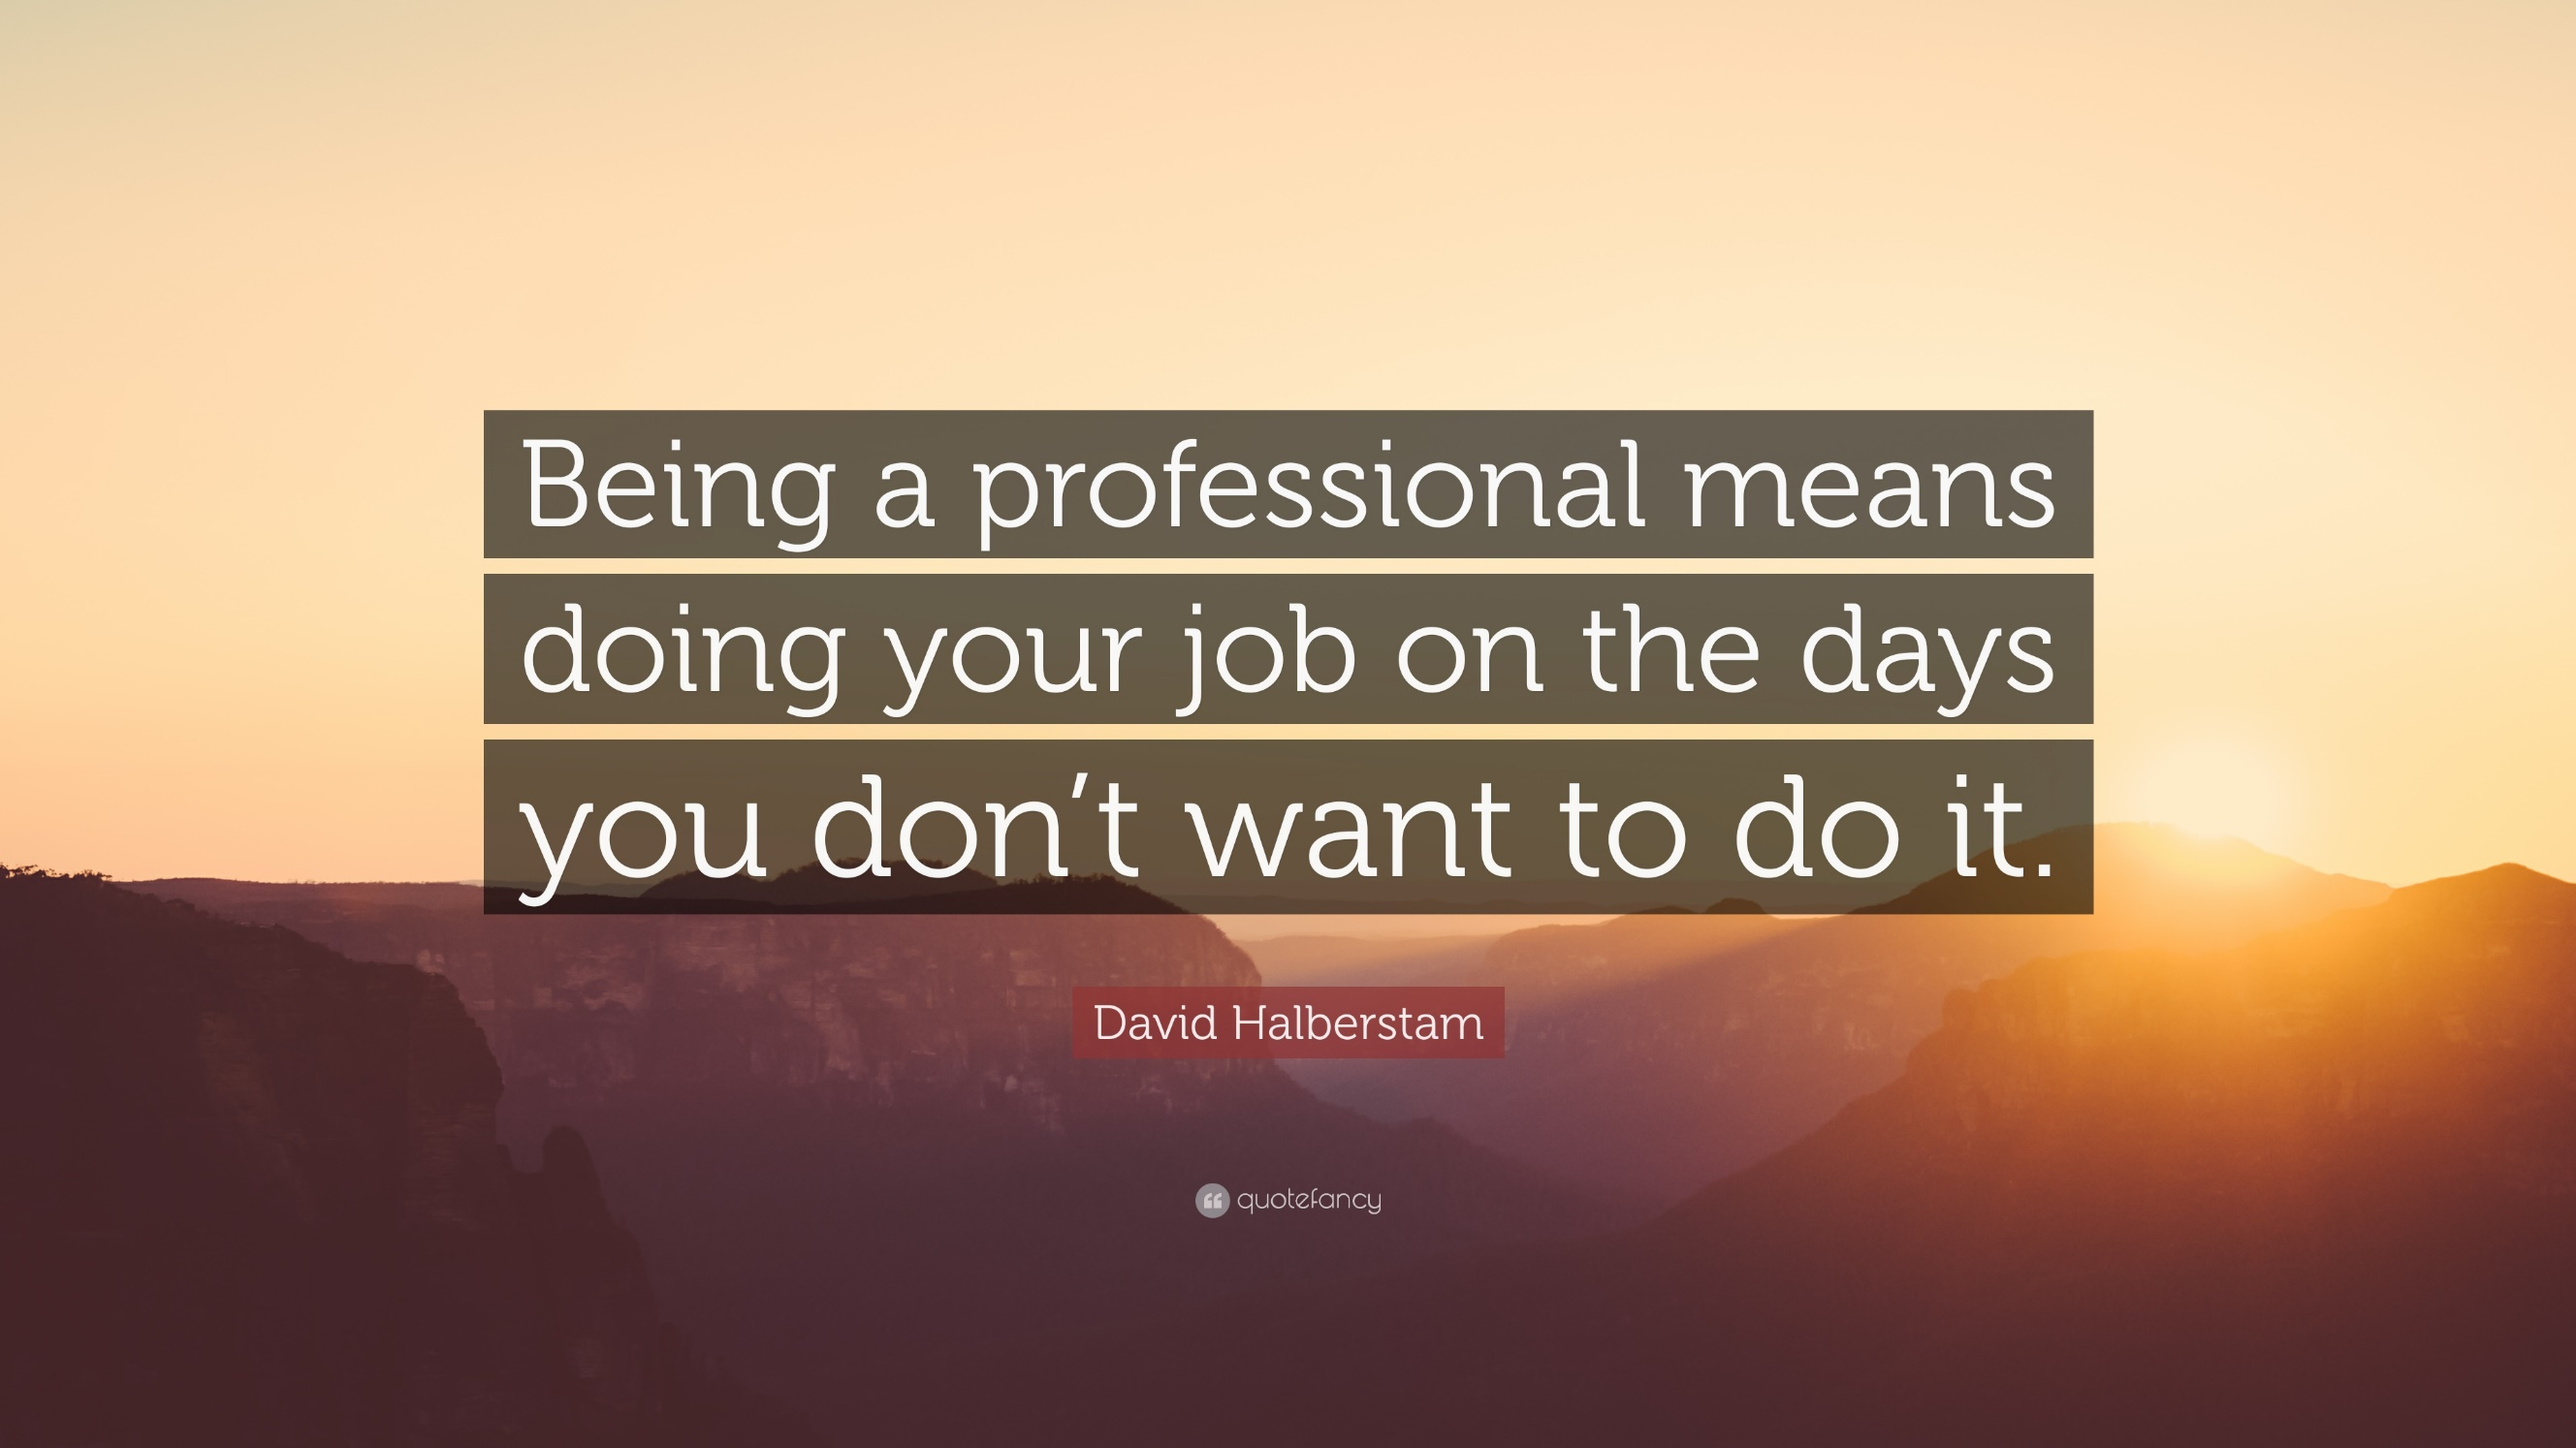 Being a professional means
doing your job on the days
you don’t want to do it.
David Halberstam
quotefancy